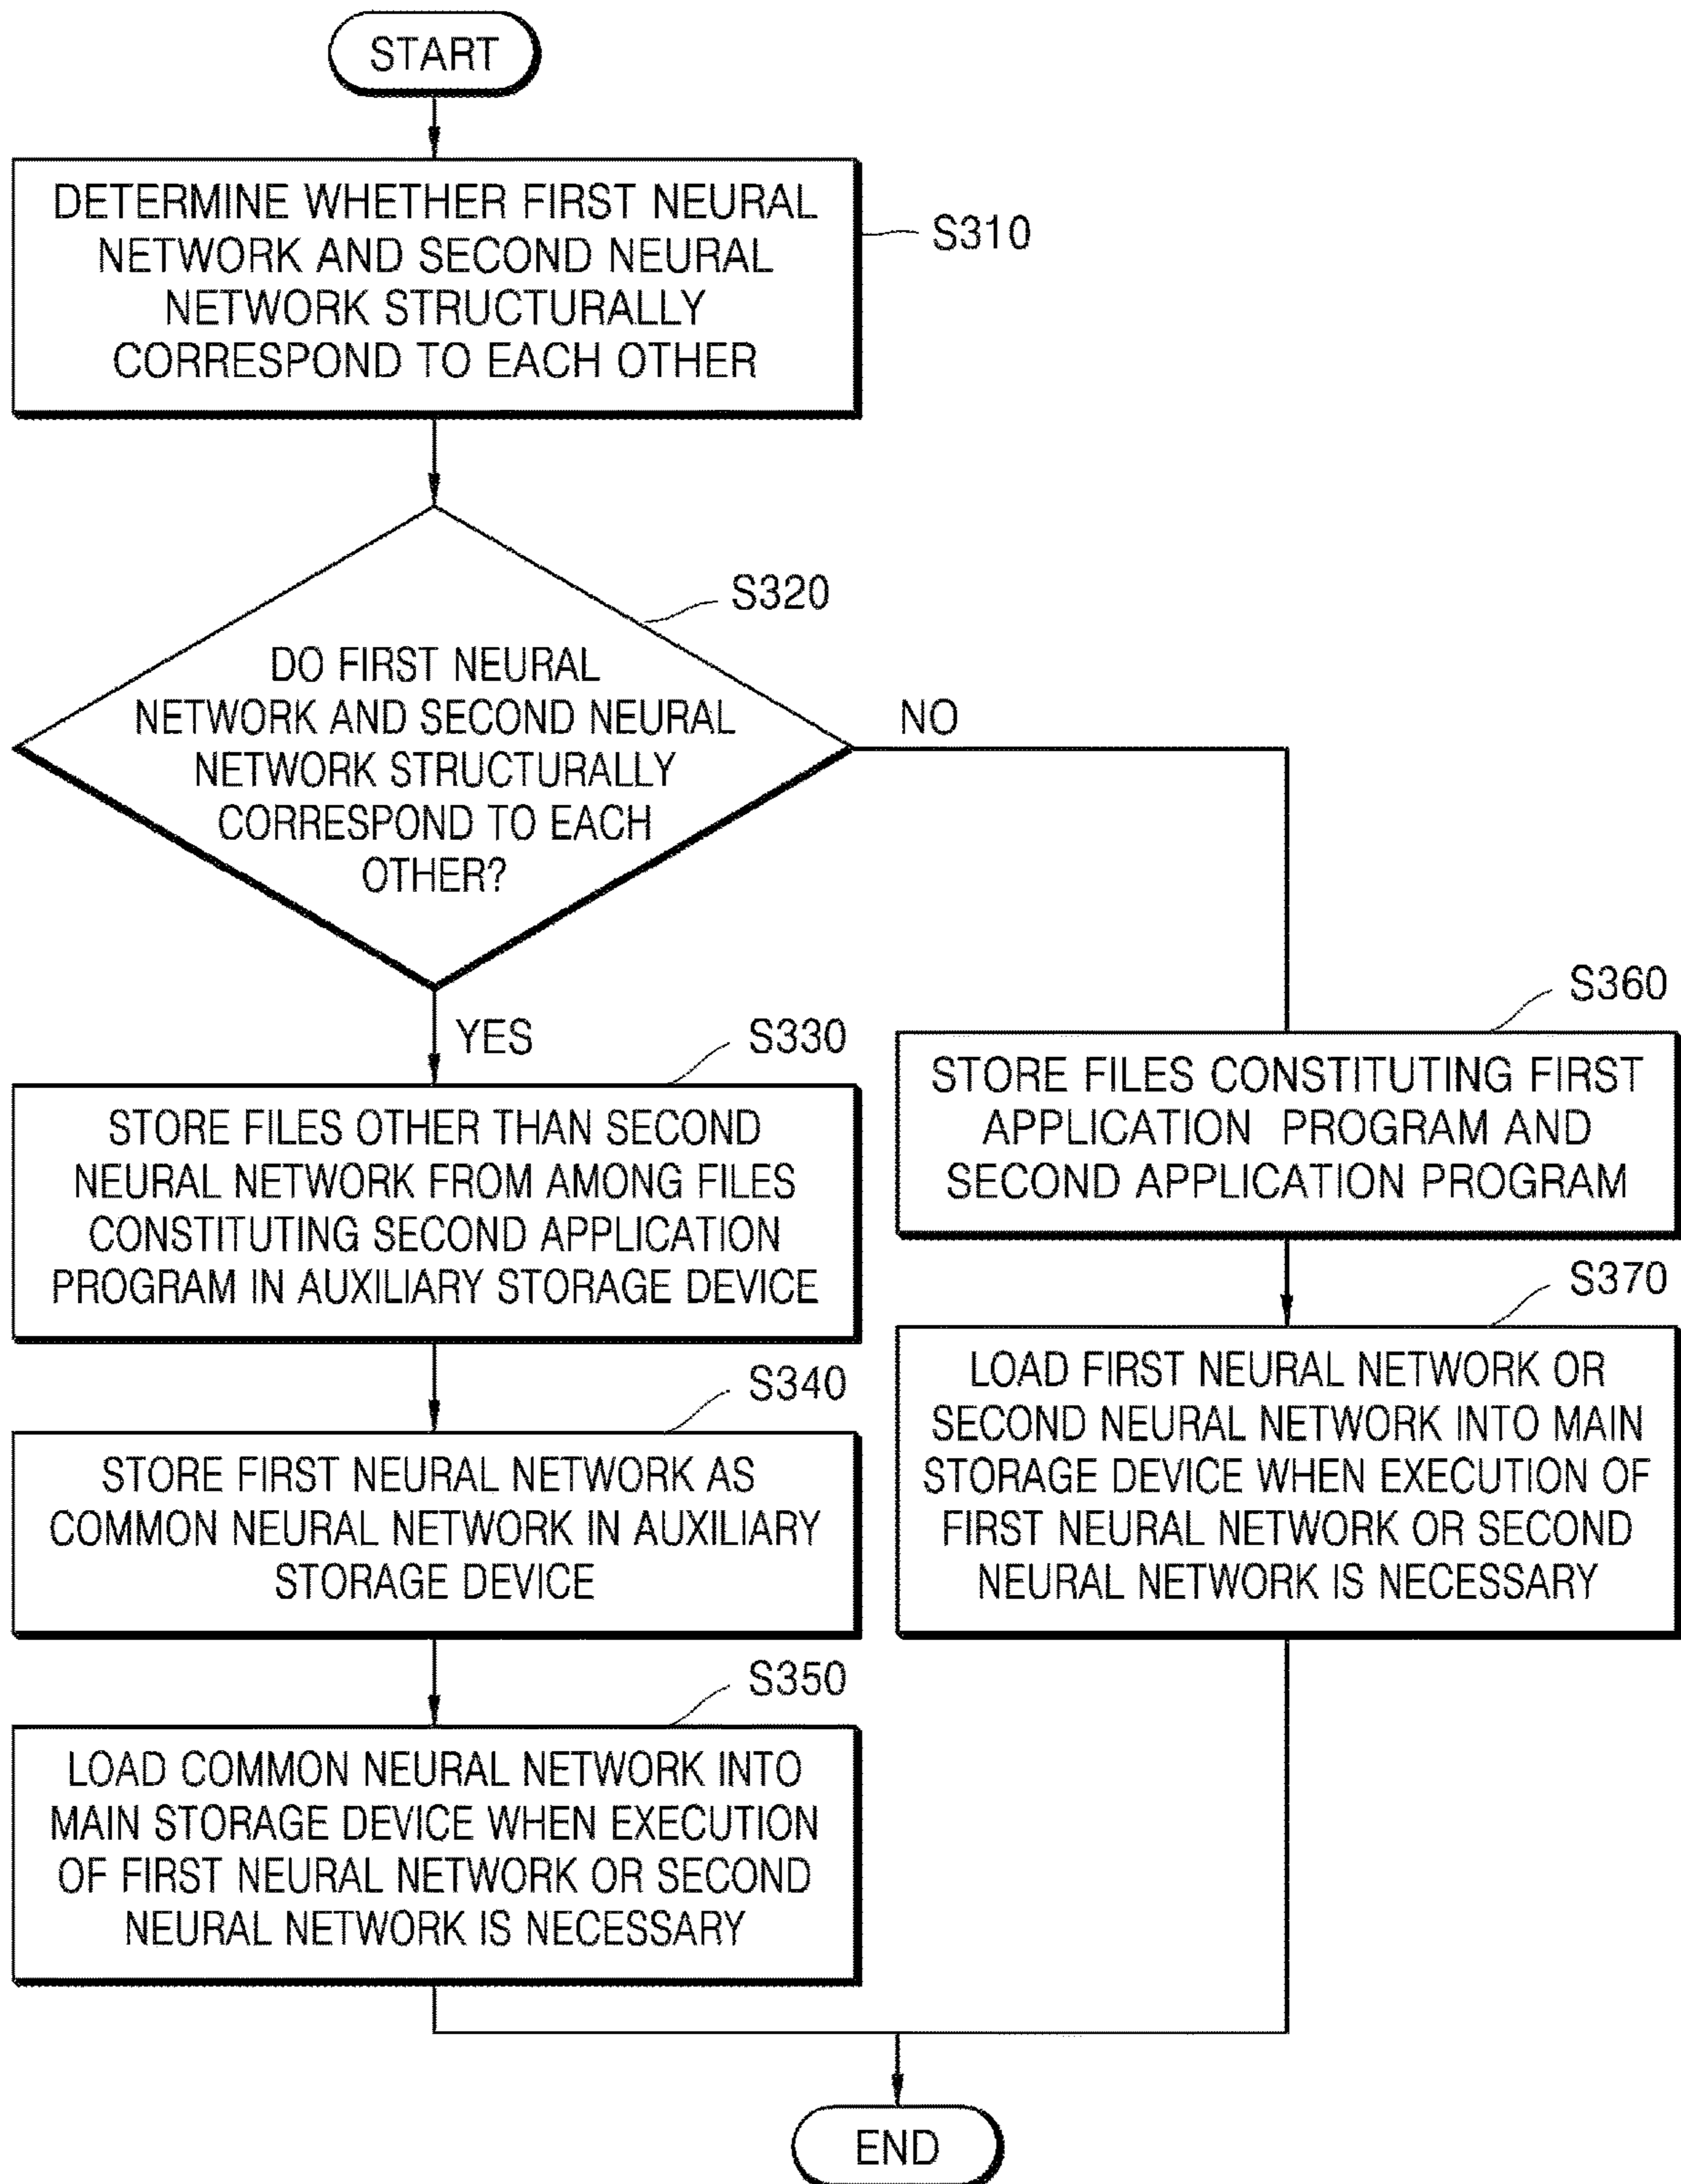 START
DETERMINE WHETHER FIRST NEURAL
NETWORK AND SECOND NEURAL
NETWORK STRUCTURALLY
CORRESPOND TO EACH OTHER
S310
S320
DO FIRST NEURAL
NETWORK AND SECOND NEURAL
NETWORK STRUCTURALLY
CORRESPOND TO EACH
OTHER?
NO
YES
S330
STORE FILES OTHER THAN SECOND
NEURAL NETWORK FROM AMONG FILES
CONSTITUTING SECOND APPLICATION
PROGRAM IN AUXILIARY STORAGE DEVICE
S340
STORE FIRST NEURAL NETWORK AS
COMMON NEURAL NETWORK IN AUXILIARY
STORAGE DEVICE
S350
LOAD COMMON NEURAL NETWORK INTO
MAIN STORAGE DEVICE WHEN EXECUTION
OF FIRST NEURAL NETWORK OR SECOND
NEURAL NETWORK IS NECESSARY
S360
STORE FILES CONSTITUTING FIRST
APPLICATION PROGRAM AND
SECOND APPLICATION PROGRAM
S370
LOAD FIRST NEURAL NETWORK OR
SECOND NEURAL NETWORK INTO MAIN
STORAGE DEVICE WHEN EXECUTION OF
FIRST NEURAL NETWORK OR SECOND
NEURAL NETWORK IS NECESSARY
END